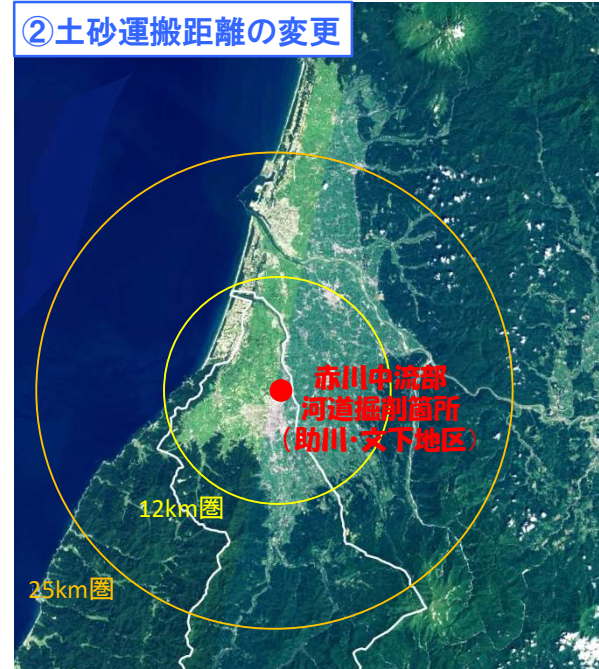 ②土砂運搬距離の変更
赤川中流部
河道掘削箇所
（助川・文下地区）
12km圏
25km圏